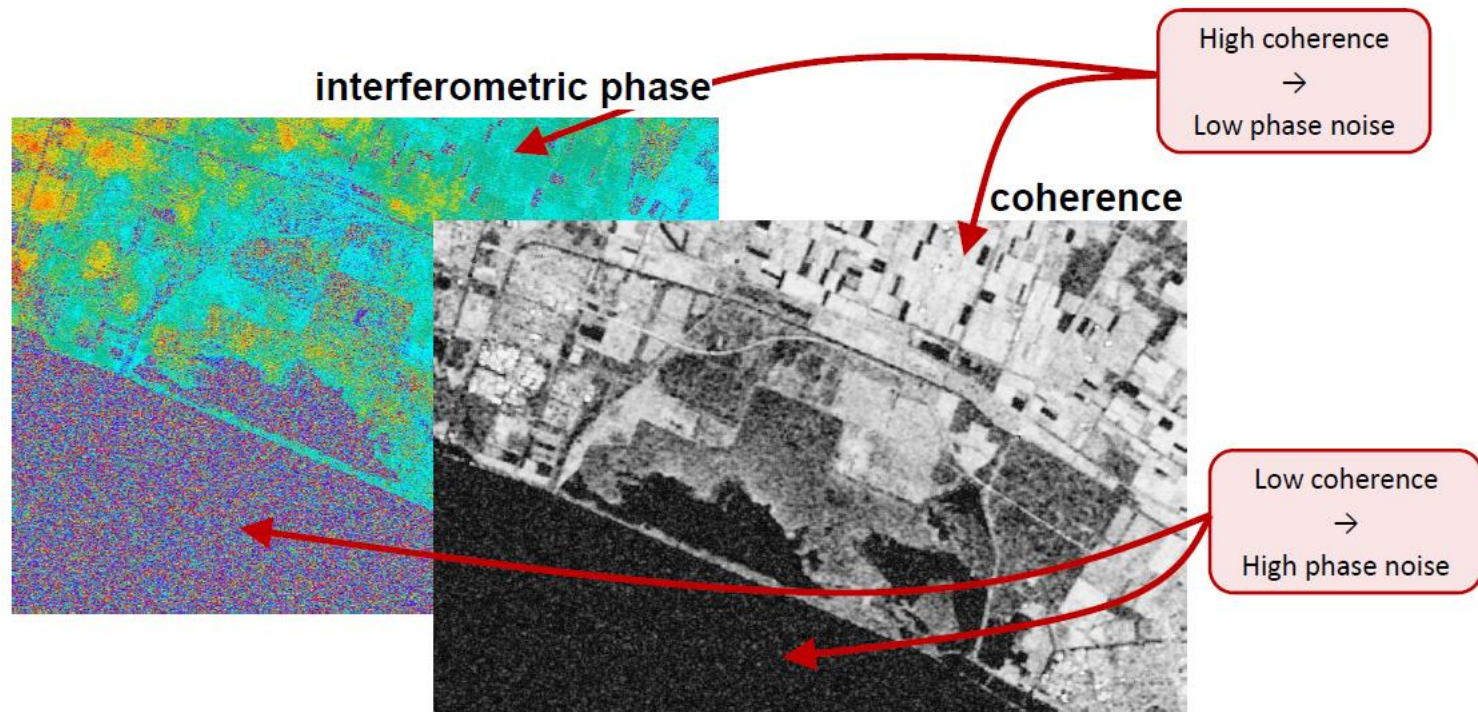 High coherence
→
Low phase noise
interferometric phase
coherence
Low coherence
→
High phase noise